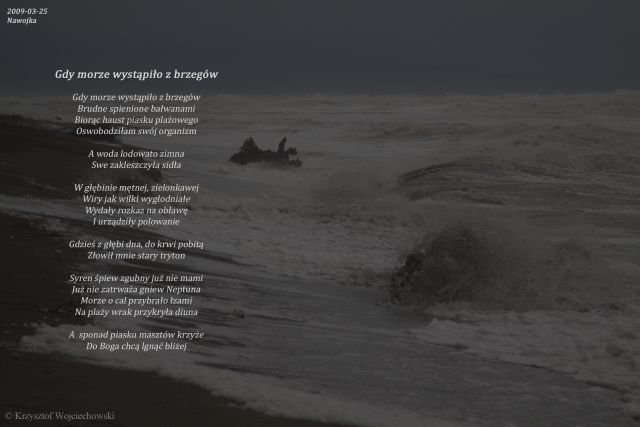 2009-03-25
Nawojka
Gdy morze wystąpiło z brzegów
Gdy morze wystąpiło z brzegów
Brudne spienione bałwanami
Biorąc haust piasku plażowego
Oswobodziłam swój organizm
A woda lodowato zimna
Swe zakleszczyła sidła
W głębinie mętnej, zielonkawej
Wiry jak wilki wygłodniałe
Wydały rozkaz na obławę
I urządziły polowanie
Gdzieś z głębi dna, do krwi pobitą
Złowił mnie stary tryton
Syren śpiew zgubny już nie mami
Już nie zatrważa gniew Neptuna
Morze o cal przybrało łzami
Na plaży wrak przykryła diuna
A sponad piasku masztów krzyże
Do Boga chcą lgnąć bliżej
© Krzysztof Wojciechowski